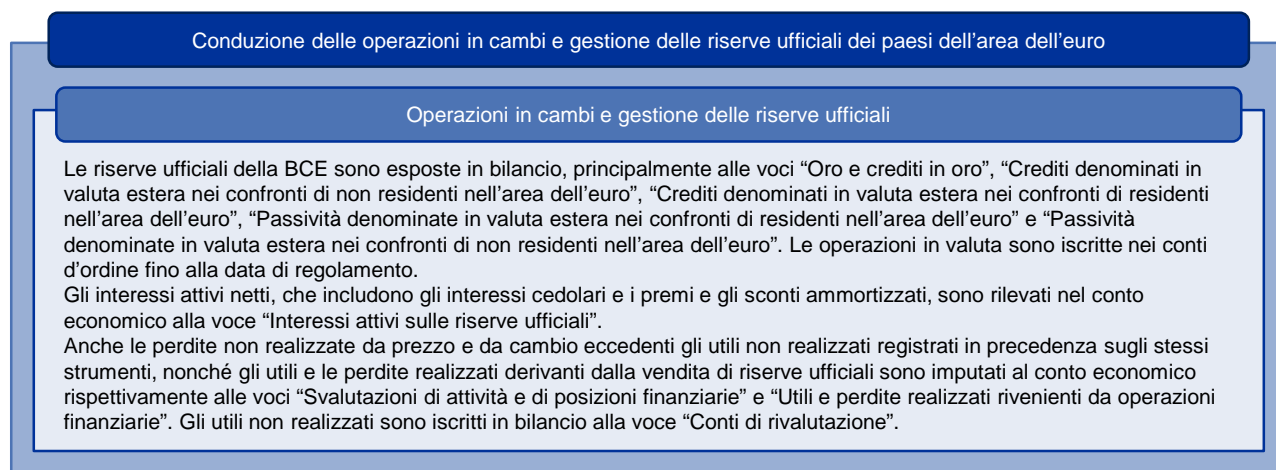 Conduzione delle operazioni in cambi e gestione delle riserve ufficiali dei paesi dell'area dell'euro
Operazioni in cambi e gestione delle riserve ufficiali
Le riserve ufficiali della BCE sono esposte in bilancio, principalmente alle voci “Oro e crediti in oro”, “Crediti denominati in
valuta estera nei confronti di non residenti nell’area dell’euro”, “Crediti denominati in valuta estera nei confronti di residenti
nell’area dell’euro”, “Passività denominate in valuta estera nei confronti di residenti nell’area dell’euro” e “Passività
denominate in valuta estera nei confronti di non residenti nell’area dell’euro”. Le operazioni in valuta sono iscritte nei conti
d’ordine fino alla data di regolamento.
Gli interessi attivi netti, che includono gli interessi cedolari e i premi e gli sconti ammortizzati, sono rilevati nel conto
economico alla voce “Interessi attivi sulle riserve ufficiali”.
Anche le perdite non realizzate da prezzo e da cambio eccedenti gli utili non realizzati registrati in precedenza sugli stessi
strumenti, nonché gli utili e le perdite realizzati derivanti dalla vendita di riserve ufficiali sono imputati al conto economico
rispettivamente alle voci “Svalutazioni di attività e di posizioni finanziarie” e “Utili e perdite realizzati rivenienti da operazioni
finanziarie”. Gli utili non realizzati sono iscritti in bilancio alla voce “Conti di rivalutazione”.